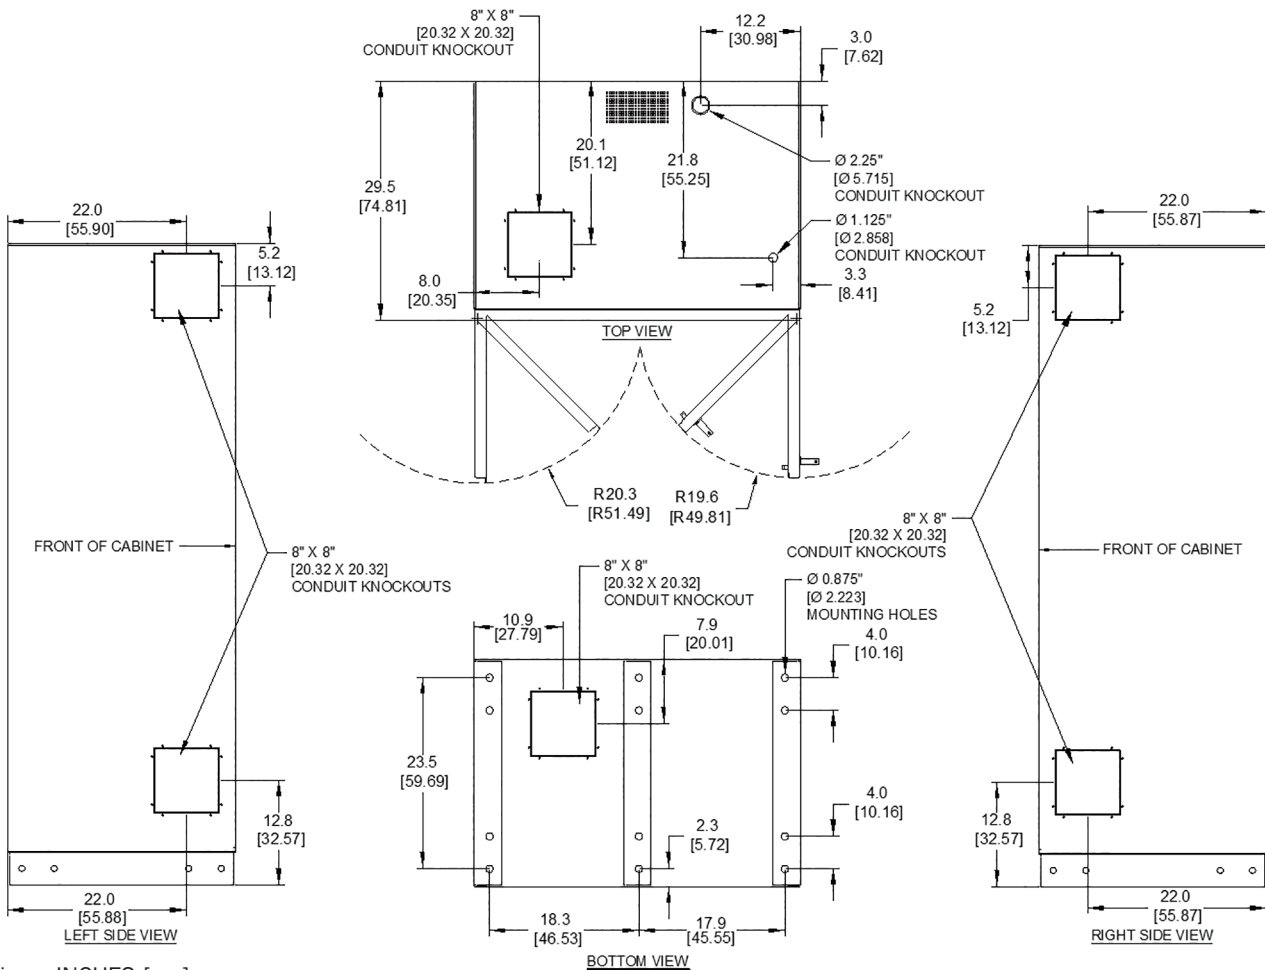 8" X 8"
[20.32 X 20.32]
CONDUIT KNOCKOUT
12.2
[30.98]
3.0
[7.62]
20.1
[51.12]
21.8
[55.25]
29.5
[74.81]
Ø 2.25"
[Ø 5.715]
CONDUIT KNOCKOUT
Ø 1.125"
[Ø 2.858]
CONDUIT KNOCKOUT
8.0
[20.35]
3.3
[8.41]
TOP VIEW
R20.3
[R51.49]
R19.6
[R49.81]
22.0
[55.90]
5.2
[13.12]
FRONT OF CABINET
8" X 8"
[20.32 X 20.32]
CONDUIT KNOCKOUTS
12.8
[32.57]
22.0
[55.88]
LEFT SIDE VIEW
8" X 8"
[20.32 X 20.32]
CONDUIT KNOCKOUT
Ø 0.875"
[Ø 2.223]
MOUNTING HOLES
10.9
[27.79]
7.9
[20.01]
4.0
[10.16]
23.5
[59.69]
4.0
[10.16]
2.3
[5.72]
18.3
[46.53]
17.9
[45.55]
BOTTOM VIEW
22.0
[55.87]
5.2
[13.12]
8" X 8"
[20.32 X 20.32]
CONDUIT KNOCKOUTS
FRONT OF CABINET
12.8
[32.57]
22.0
[55.87]
RIGHT SIDE VIEW